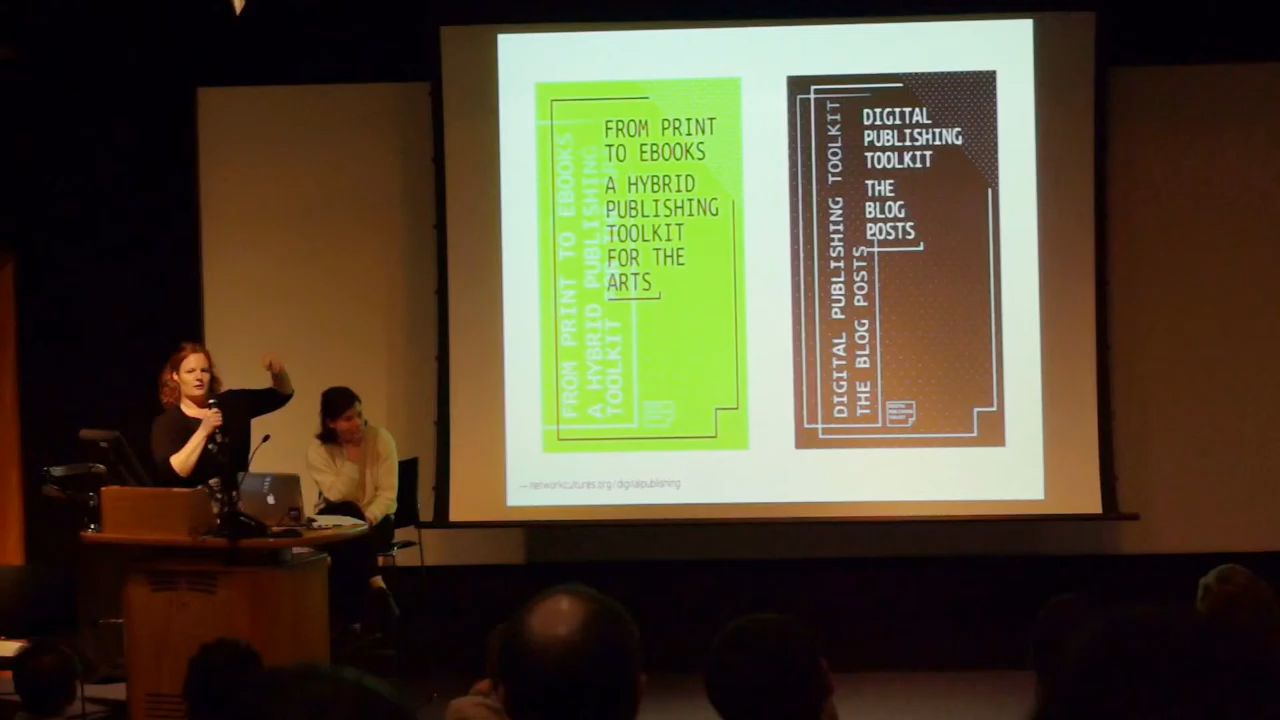 FROM PRINT
TO EBOOKS
A HYBRID
PUBLISHING
TOOLKIT
FOR THE
ARTS
FROM PRINT TO EBOOKS
A HYBRID PUBLISHING
TOOLKIT
DIGITAL
PUBLISHING
TOOLKIT
THE
BLOG
POSTS
DIGITAL PUBLISHING TOOLKIT
THE BLOG POSTS
— networkcultures.org/digitalpublishing